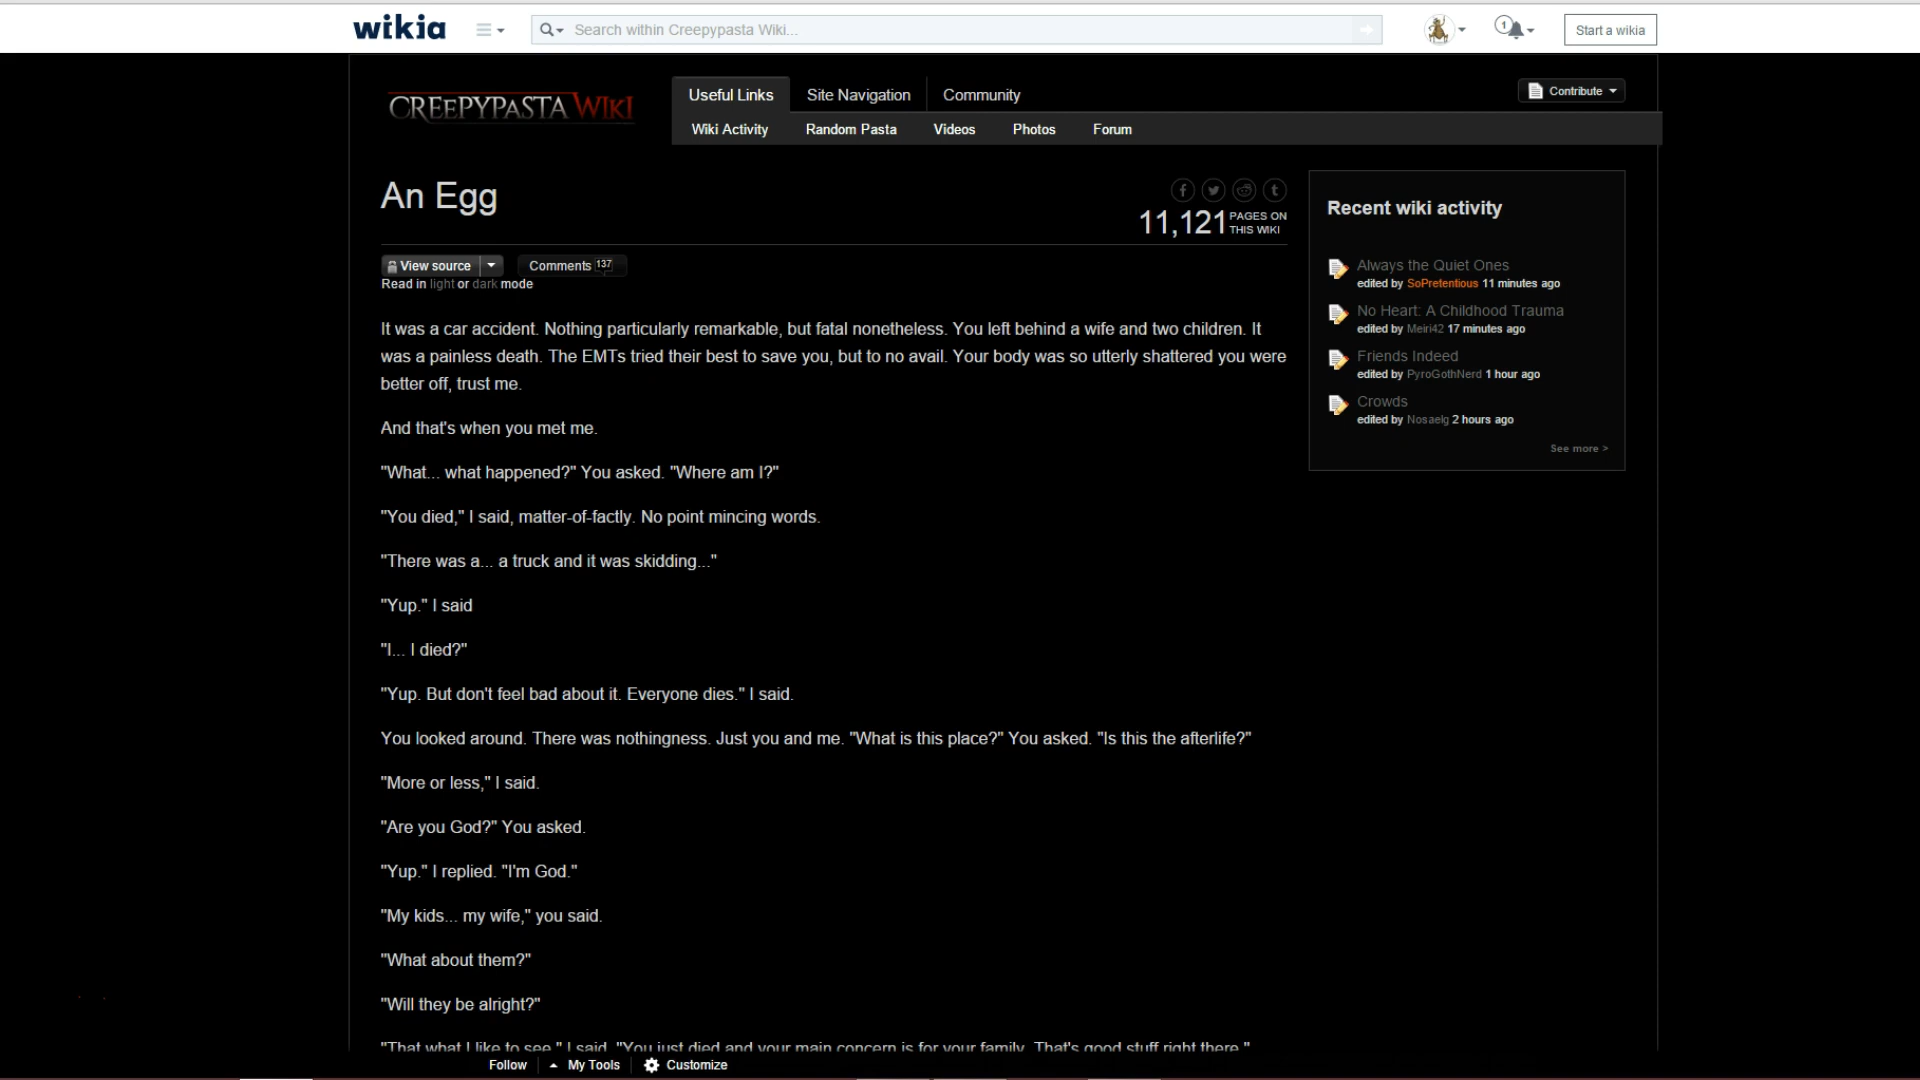 wikia
Search within Creepypasta Wiki...
1
Start a wikia
CREEPYPASTA WIKI
Useful Links
Site Navigation
Community
Contribute
Wiki Activity
Random Pasta
Videos
Photos
Forum
An Egg
11,121 PAGES ON THIS WIKI
View source
Comments 137
Read in light or dark mode
It was a car accident. Nothing particularly remarkable, but fatal nonetheless. You left behind a wife and two children. It
was a painless death. The EMTs tried their best to save you, but to no avail. Your body was so utterly shattered you were
better off, trust me.
And that's when you met me.
"What... what happened?" You asked. "Where am I?"
"You died," I said, matter-of-factly. No point mincing words.
"There was a... a truck and it was skidding..."
"Yup." I said
"I... I died?"
"Yup. But don't feel bad about it. Everyone dies." I said.
You looked around. There was nothingness. Just you and me. "What is this place?" You asked. "Is this the afterlife?"
"More or less," I said.
"Are you God?" You asked.
"Yup." I replied. "I'm God."
"My kids... my wife," you said.
"What about them?"
"Will they be alright?"
"That what I like to see," I said. "You just died and your main concern is for your family. That's good stuff right there."
Recent wiki activity
Always the Quiet Ones
edited by SoPretentious 11 minutes ago
No Heart: A Childhood Trauma
edited by Meiri42 17 minutes ago
Friends Indeed
edited by PyroGothNerd 1 hour ago
Crowds
edited by Nosaelg 2 hours ago
See more >
Follow
My Tools
Customize